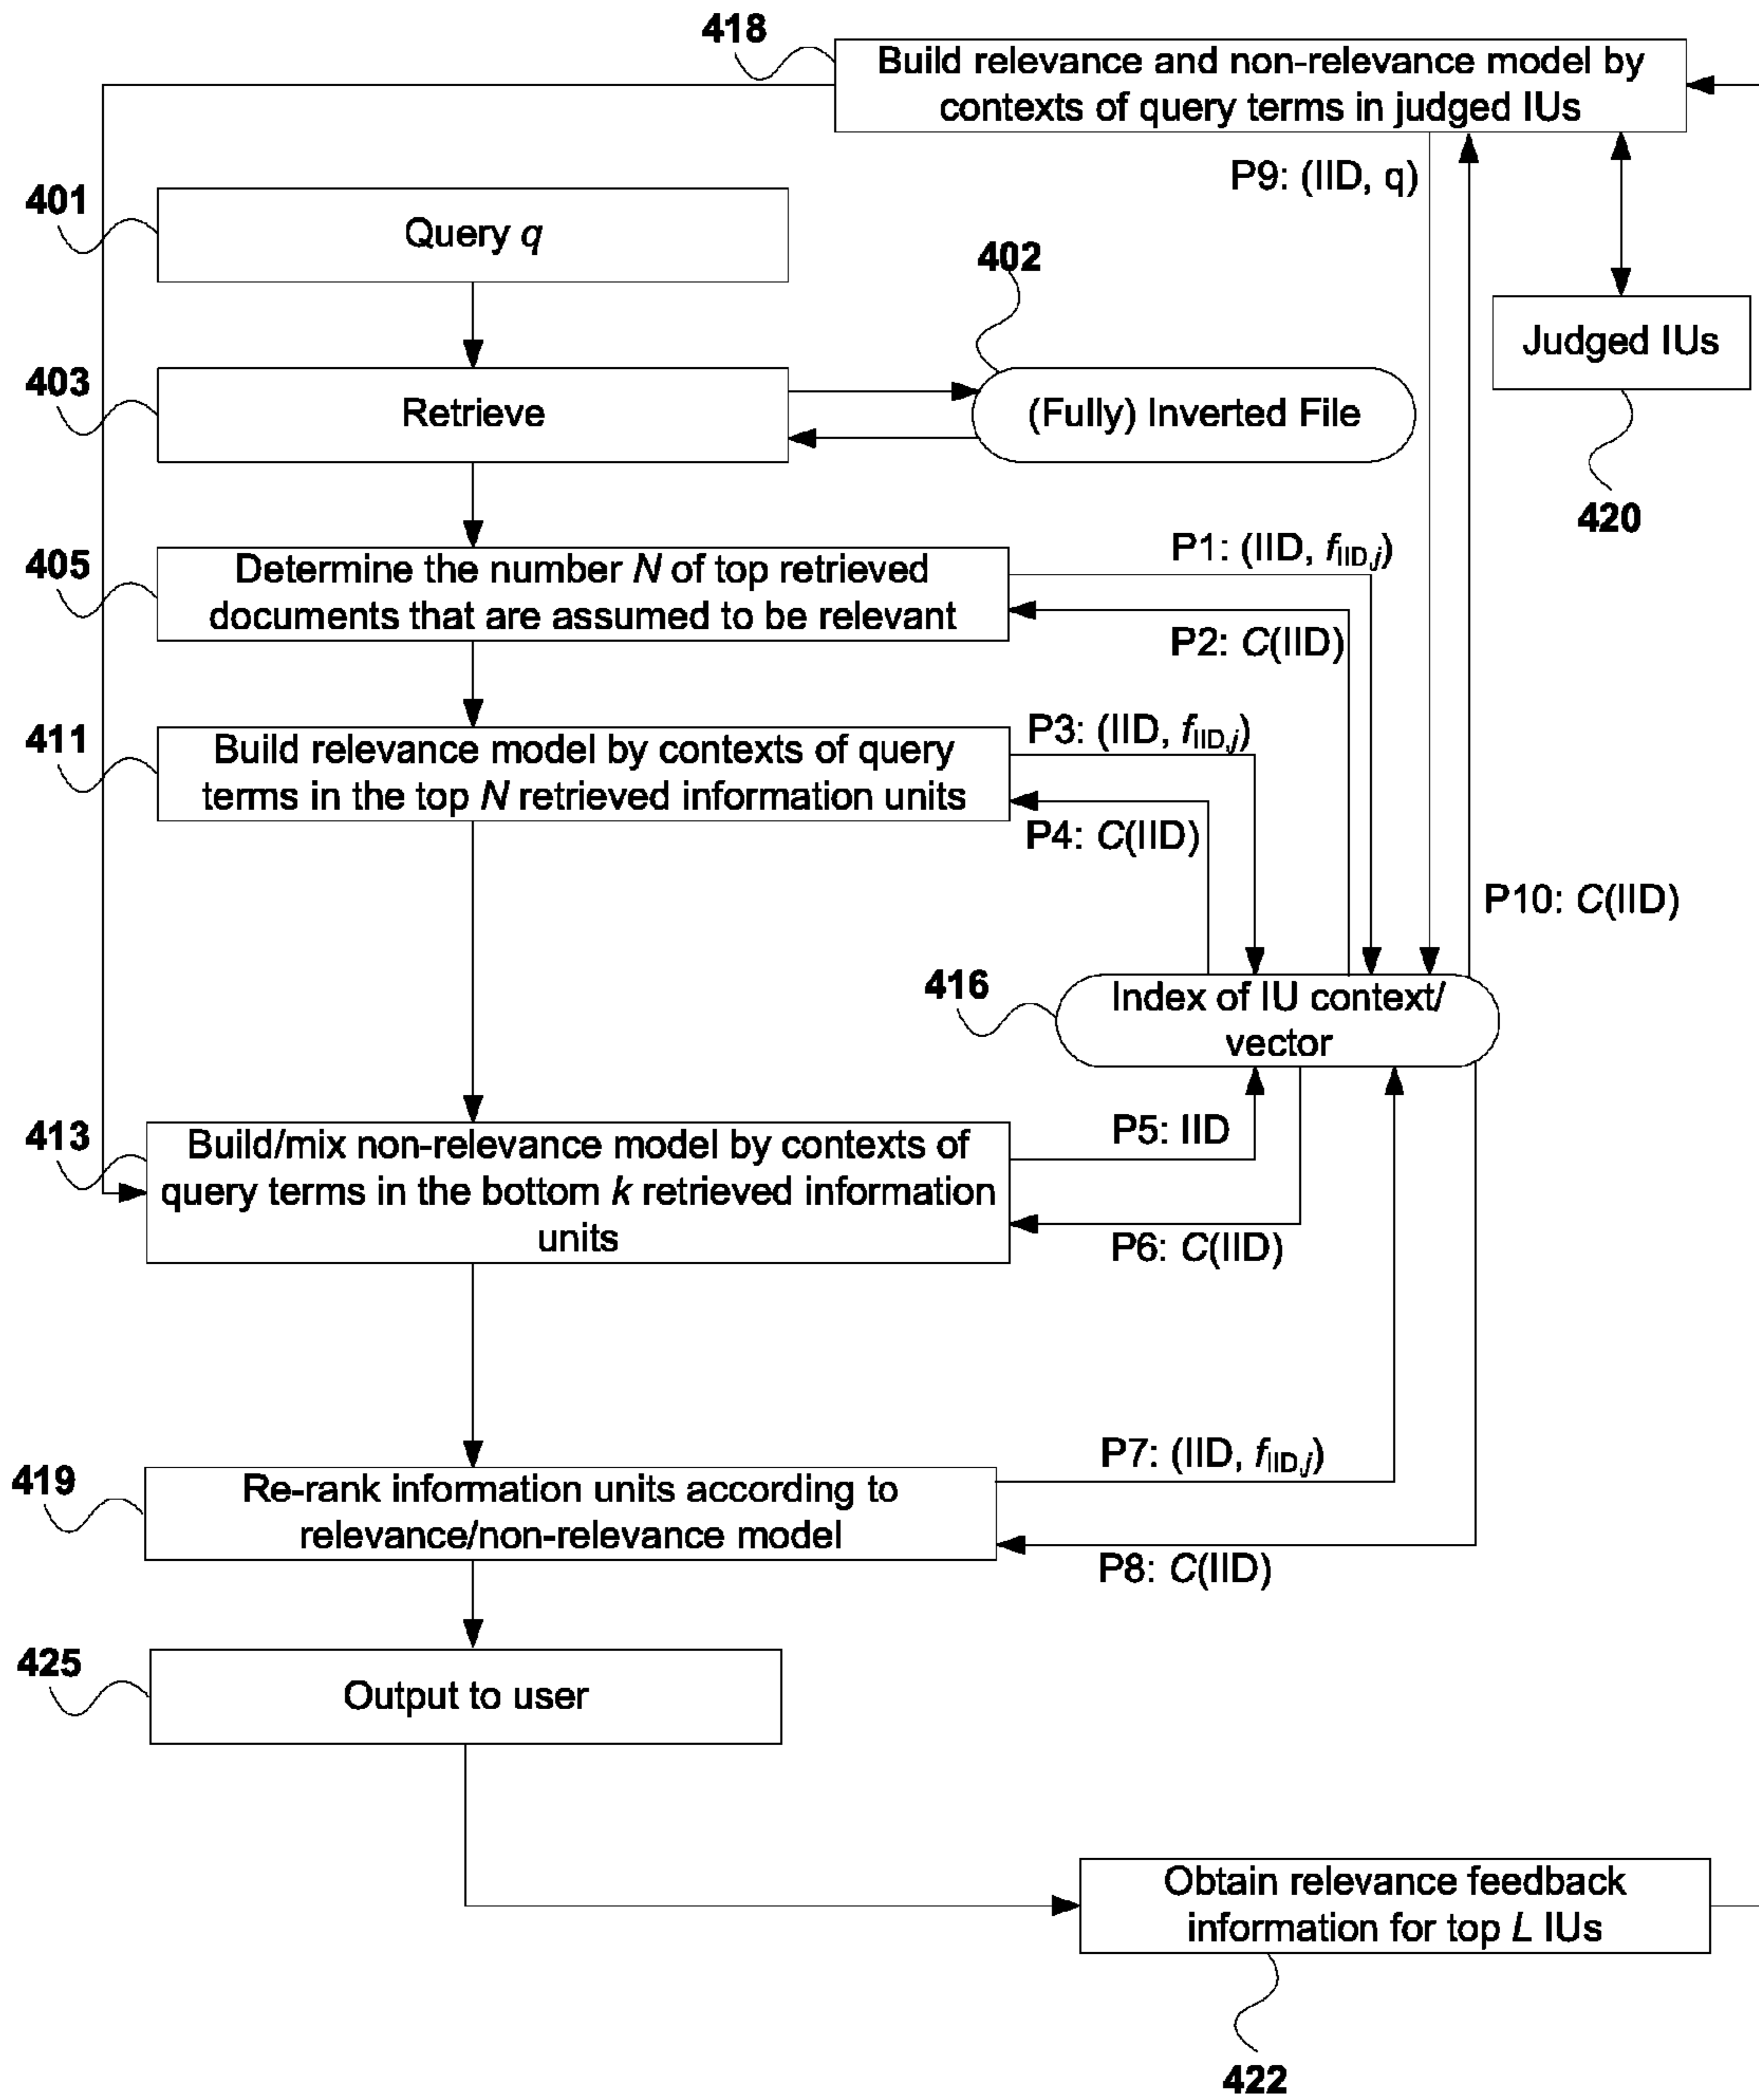 418
Build relevance and non-relevance model by
contexts of query terms in judged IUs
P9: (IID, q)
401
Query q
402
403
Retrieve
(Fully) Inverted File
Judged IUs
420
405
Determine the number N of top retrieved
documents that are assumed to be relevant
P1: (IID, fIID,j)
P2: C(IID)
411
Build relevance model by contexts of query
terms in the top N retrieved information units
P3: (IID, fIID,j)
P4: C(IID)
P10: C(IID)
416
Index of IU context/
vector
413
Build/mix non-relevance model by contexts of
query terms in the bottom k retrieved information
units
P5: IID
P6: C(IID)
419
Re-rank information units according to
relevance/non-relevance model
P7: (IID, fIID,j)
P8: C(IID)
425
Output to user
Obtain relevance feedback
information for top L IUs
422